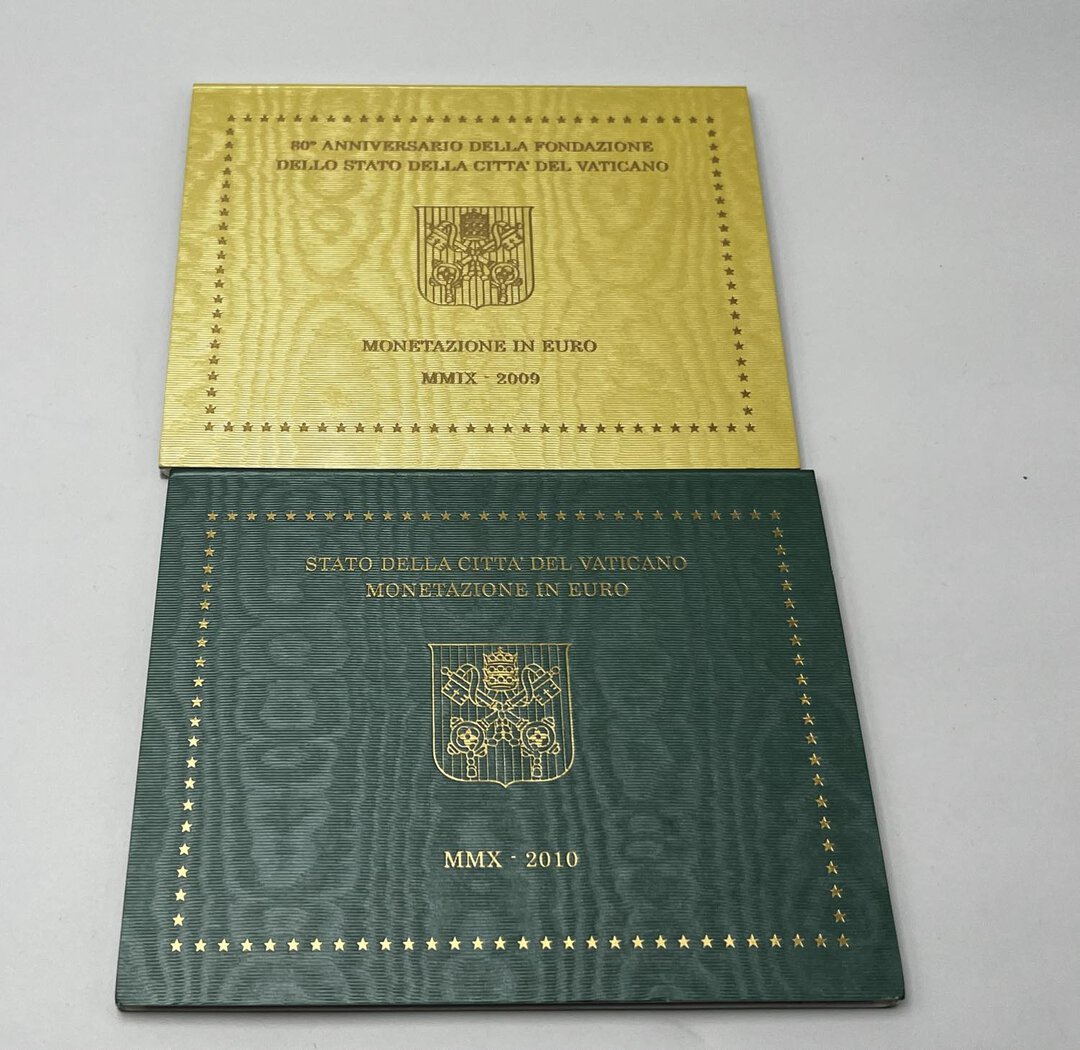 80° ANNIVERSARIO DELLA FONDAZIONE
DELLO STATO DELLA CITTA' DEL VATICANO
MONETAZIONE IN EURO
MMIX - 2009
STATO DELLA CITTA' DEL VATICANO
MONETAZIONE IN EURO
MMX - 2010